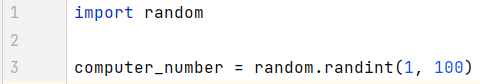 1 import random
2
3 computer_number = random.randint(1, 100)